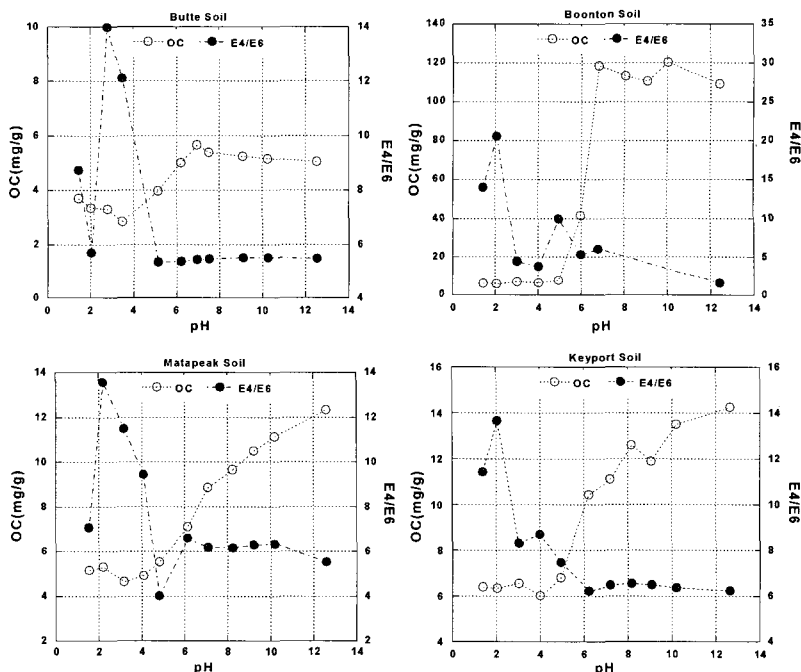 Butte Soil
OC E4/E6
10
8
6
4
2
0
OC(mg/g)
14
12
10
8
6
4
E4/E6
0 2 4 6 8 10 12 14
pH
Boonton Soil
OC E4/E6
140
120
100
80
60
40
20
0
OC(mg/g)
35
30
25
20
15
10
5
0
E4/E6
0 2 4 6 8 10 12 14
pH
Matapeak Soil
OC E4/E6
14
12
10
8
6
4
2
OC(mg/g)
14
12
10
8
6
4
2
E4/E6
0 2 4 6 8 10 12 14
pH
Keyport Soil
OC E4/E6
16
14
12
10
8
6
4
OC(mg/g)
16
14
12
10
8
6
4
E4/E6
0 2 4 6 8 10 12 14
pH